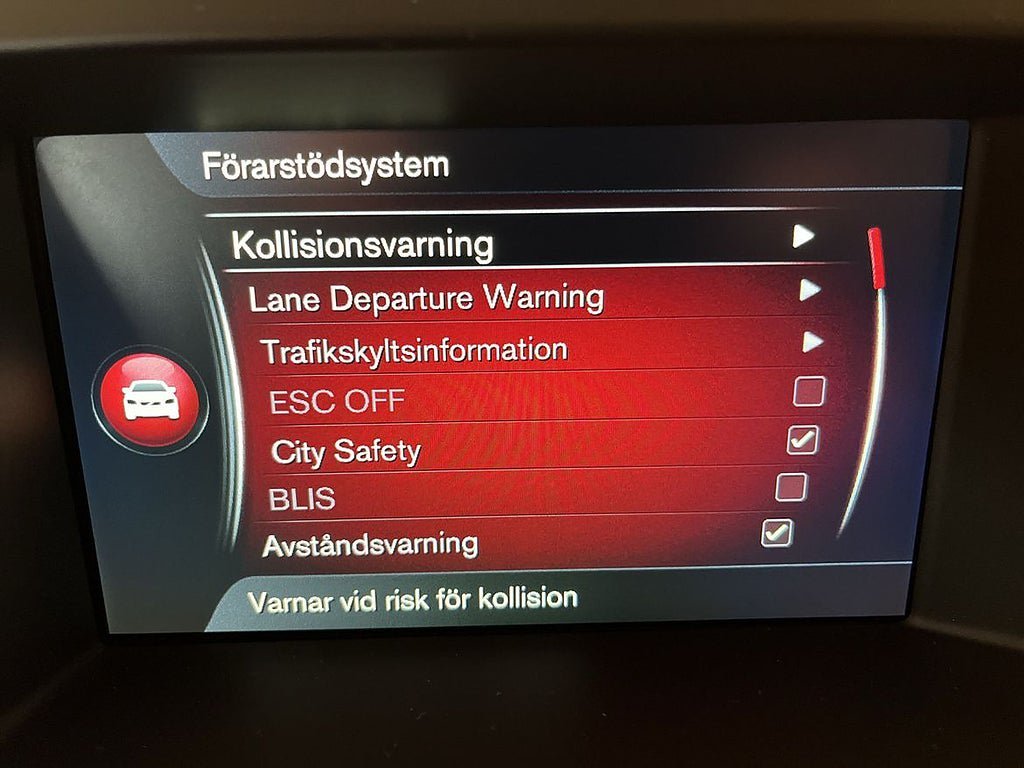 Förarstödsystem
Kollisionsvarning
Lane Departure Warning
Trafikskyltsinformation
ESC OFF
City Safety
BLIS
Avståndsvarning
Varnar vid risk för kollision